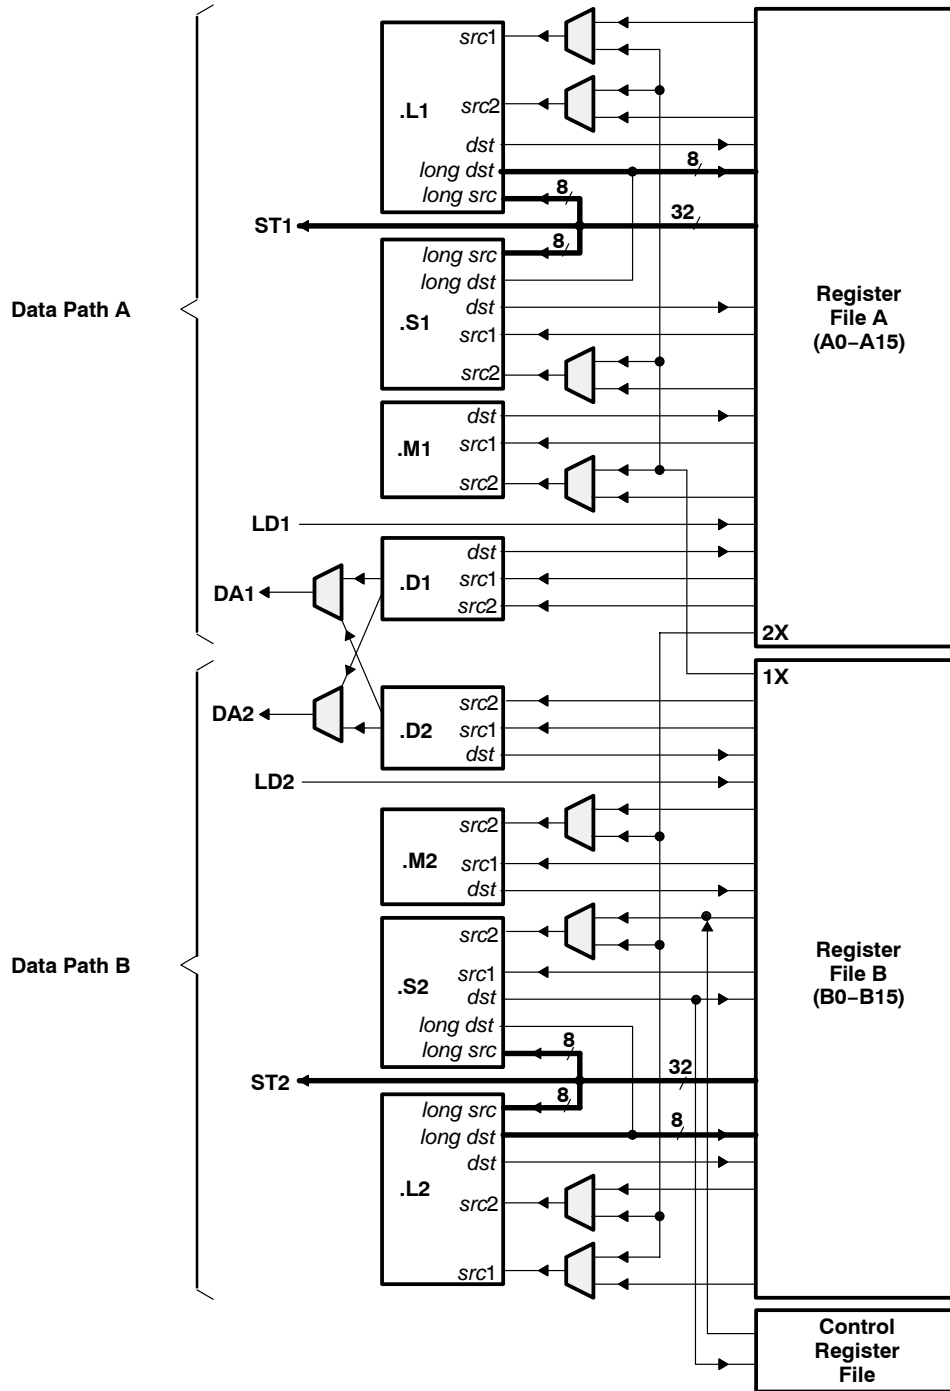 src1
.L1
src2
dst
long dst
8
long src
8
ST1
32
8
long src
long dst
Data Path A
dst
.S1
src1
src2
Register
File A
(A0−A15)
dst
.M1
src1
src2
LD1
dst
.D1
src1
src2
DA1
2X
1X
DA2
src2
.D2
src1
dst
LD2
src2
.M2
src1
dst
src2
Data Path B
src1
.S2
dst
long dst
long src
8
Register
File B
(B0−B15)
ST2
32
8
long src
long dst
8
dst
.L2
src2
src1
Control
Register
File